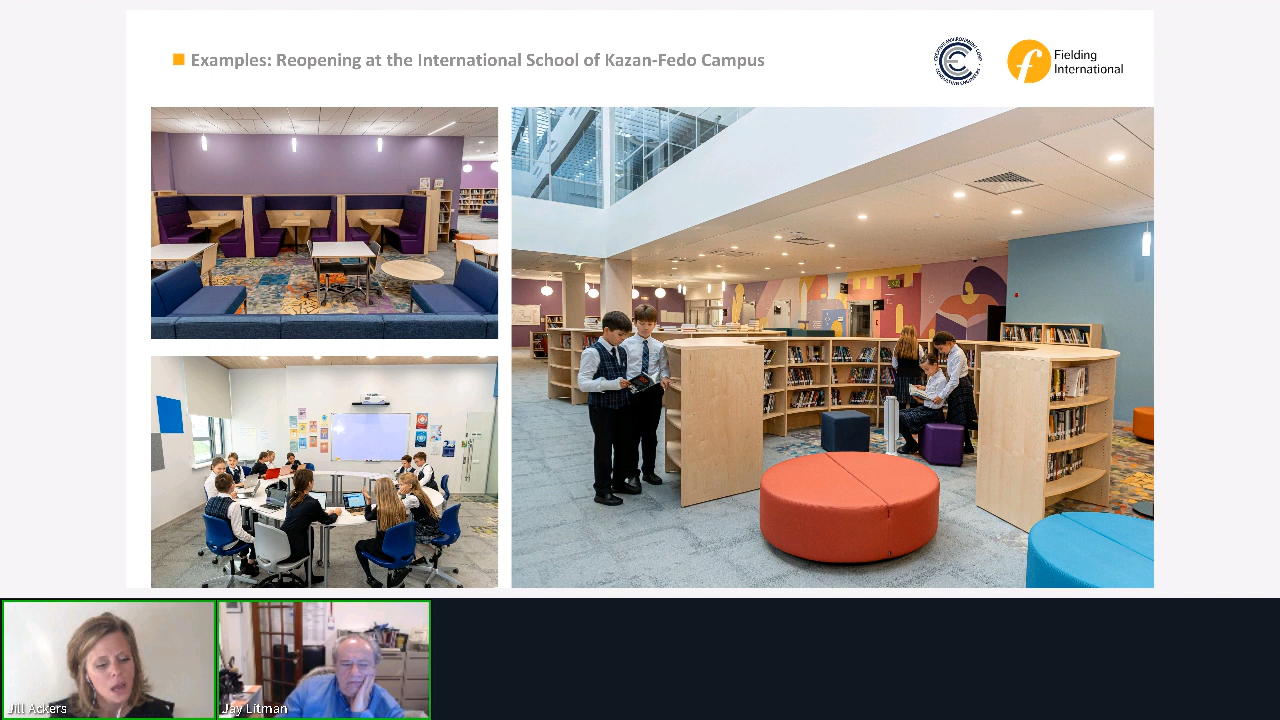 Examples: Reopening at the International School of Kazan-Fedo Campus
Fielding
International
Jill Ackers
Jay Litman